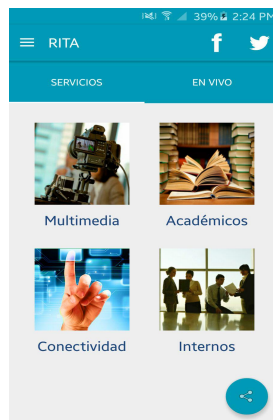 39% 2:24 PM
RITA
SERVICIOS EN VIVO
Multimedia Académicos
Conectividad Internos